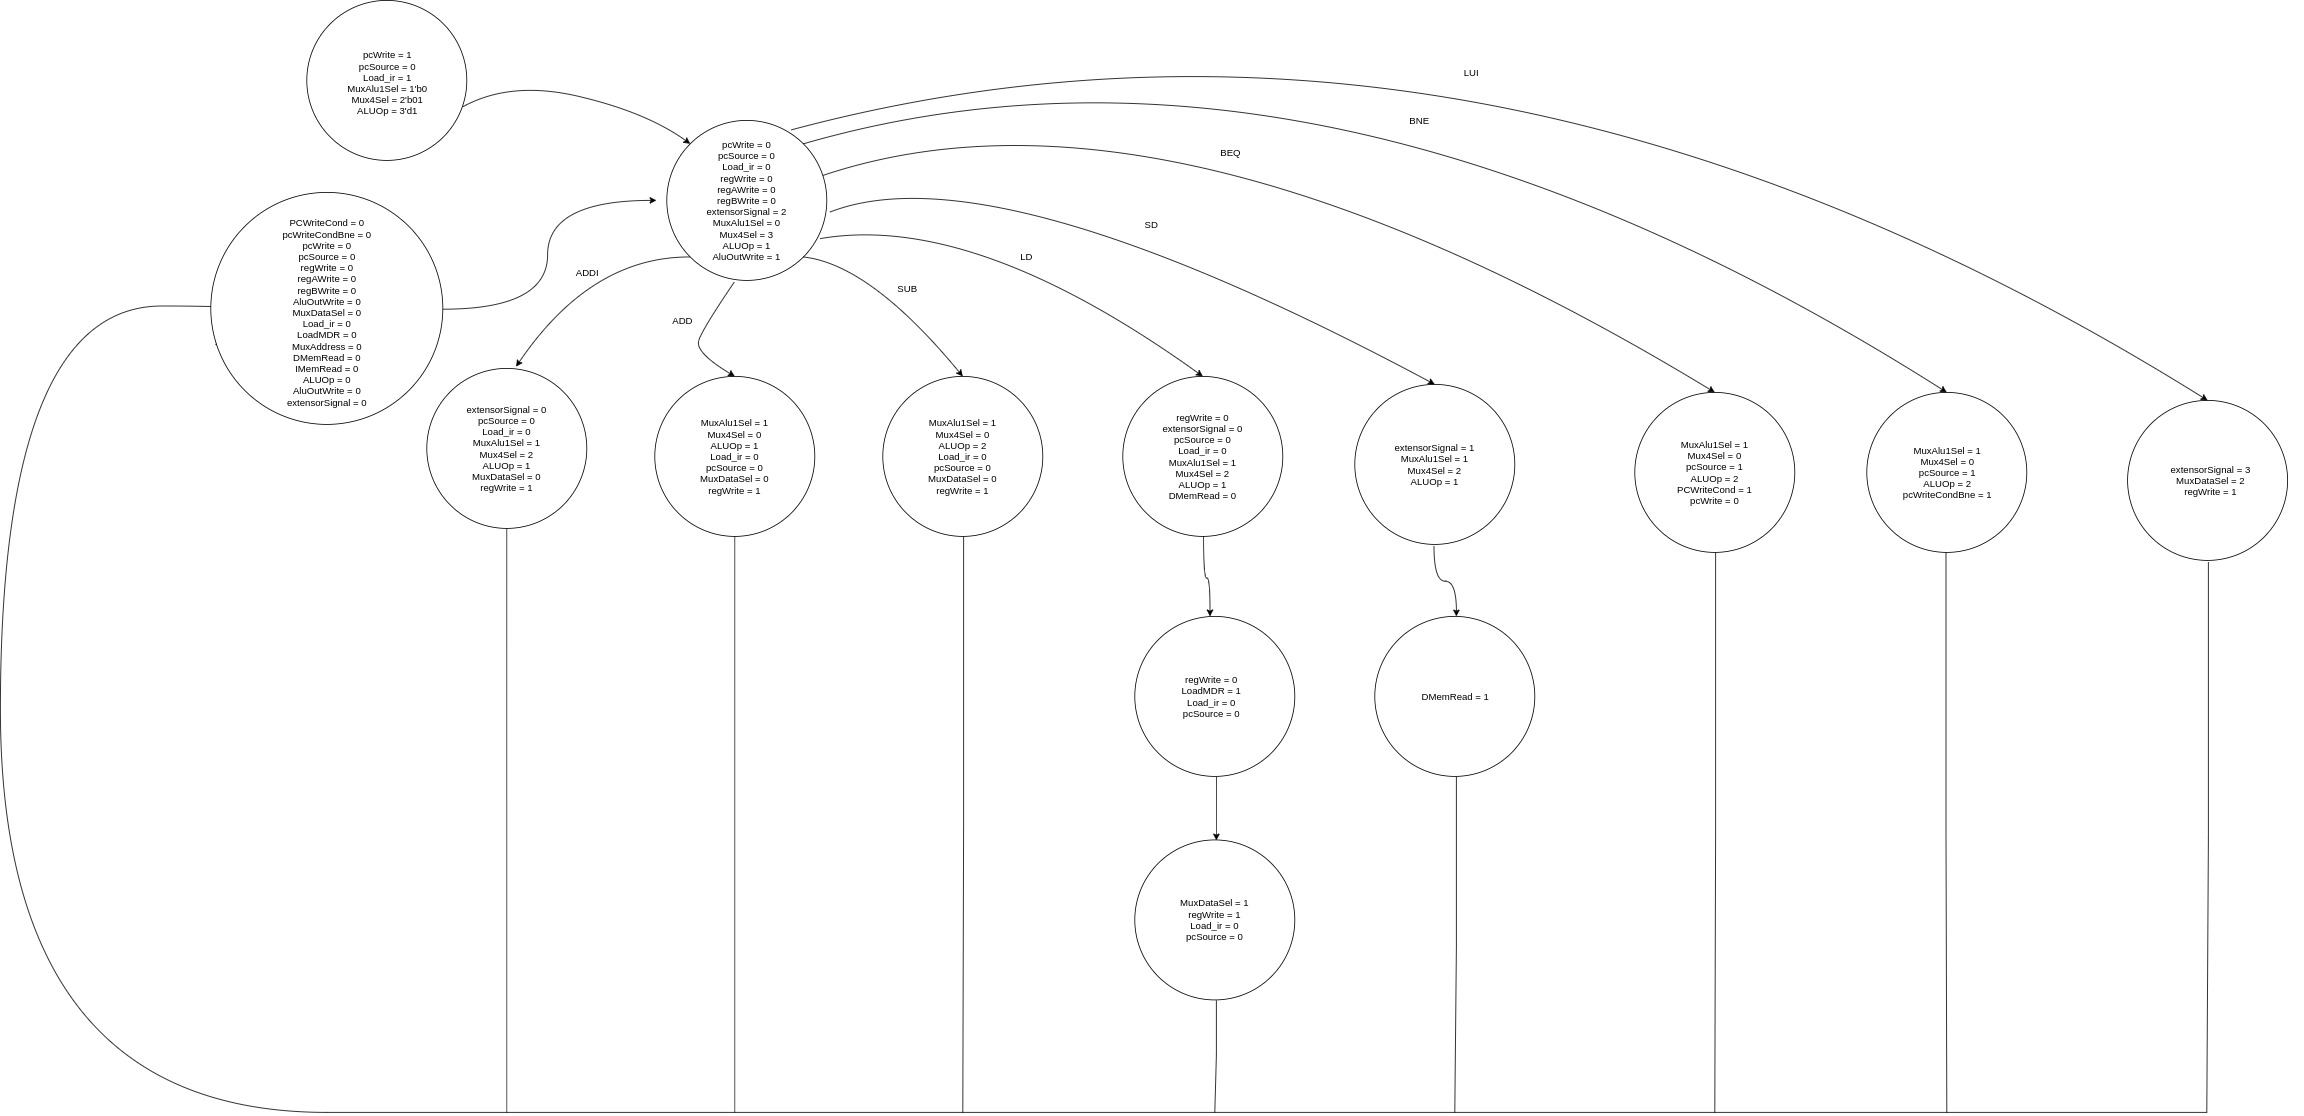 pcWrite = 1
pcSource = 0
Load_ir = 1
MuxAlu1Sel = 1'b0
Mux4Sel = 2'b01
ALUOp = 3'd1
pcWrite = 0
pcSource = 0
Load_ir = 0
regWrite = 0
regAWrite = 0
regBWrite = 0
extensorSignal = 2
MuxAlu1Sel = 0
Mux4Sel = 3
ALUOp = 1
AluOutWrite = 1
LUI
BNE
BEQ
SD
LD
SUB
ADD
ADDI
PCWriteCond = 0
pcWriteCondBne = 0
pcWrite = 0
pcSource = 0
regWrite = 0
regAWrite = 0
regBWrite = 0
AluOutWrite = 0
MuxDataSel = 0
Load_ir = 0
LoadMDR = 0
MuxAddress = 0
DMemRead = 0
IMemRead = 0
ALUOp = 0
AluOutWrite = 0
extensorSignal = 0
extensorSignal = 0
pcSource = 0
Load_ir = 0
MuxAlu1Sel = 1
Mux4Sel = 2
ALUOp = 1
MuxDataSel = 0
regWrite = 1
MuxAlu1Sel = 1
Mux4Sel = 0
ALUOp = 1
Load_ir = 0
pcSource = 0
MuxDataSel = 0
regWrite = 1
MuxAlu1Sel = 1
Mux4Sel = 0
ALUOp = 2
Load_ir = 0
pcSource = 0
MuxDataSel = 0
regWrite = 1
regWrite = 0
extensorSignal = 0
pcSource = 0
Load_ir = 0
MuxAlu1Sel = 1
Mux4Sel = 2
ALUOp = 1
DMemRead = 0
extensorSignal = 1
MuxAlu1Sel = 1
Mux4Sel = 2
ALUOp = 1
MuxAlu1Sel = 1
Mux4Sel = 0
pcSource = 1
ALUOp = 2
PCWriteCond = 1
pcWrite = 0
MuxAlu1Sel = 1
Mux4Sel = 0
pcSource = 1
ALUOp = 2
pcWriteCondBne = 1
extensorSignal = 3
MuxDataSel = 2
regWrite = 1
regWrite = 0
LoadMDR = 1
Load_ir = 0
pcSource = 0
DMemRead = 1
MuxDataSel = 1
regWrite = 1
Load_ir = 0
pcSource = 0